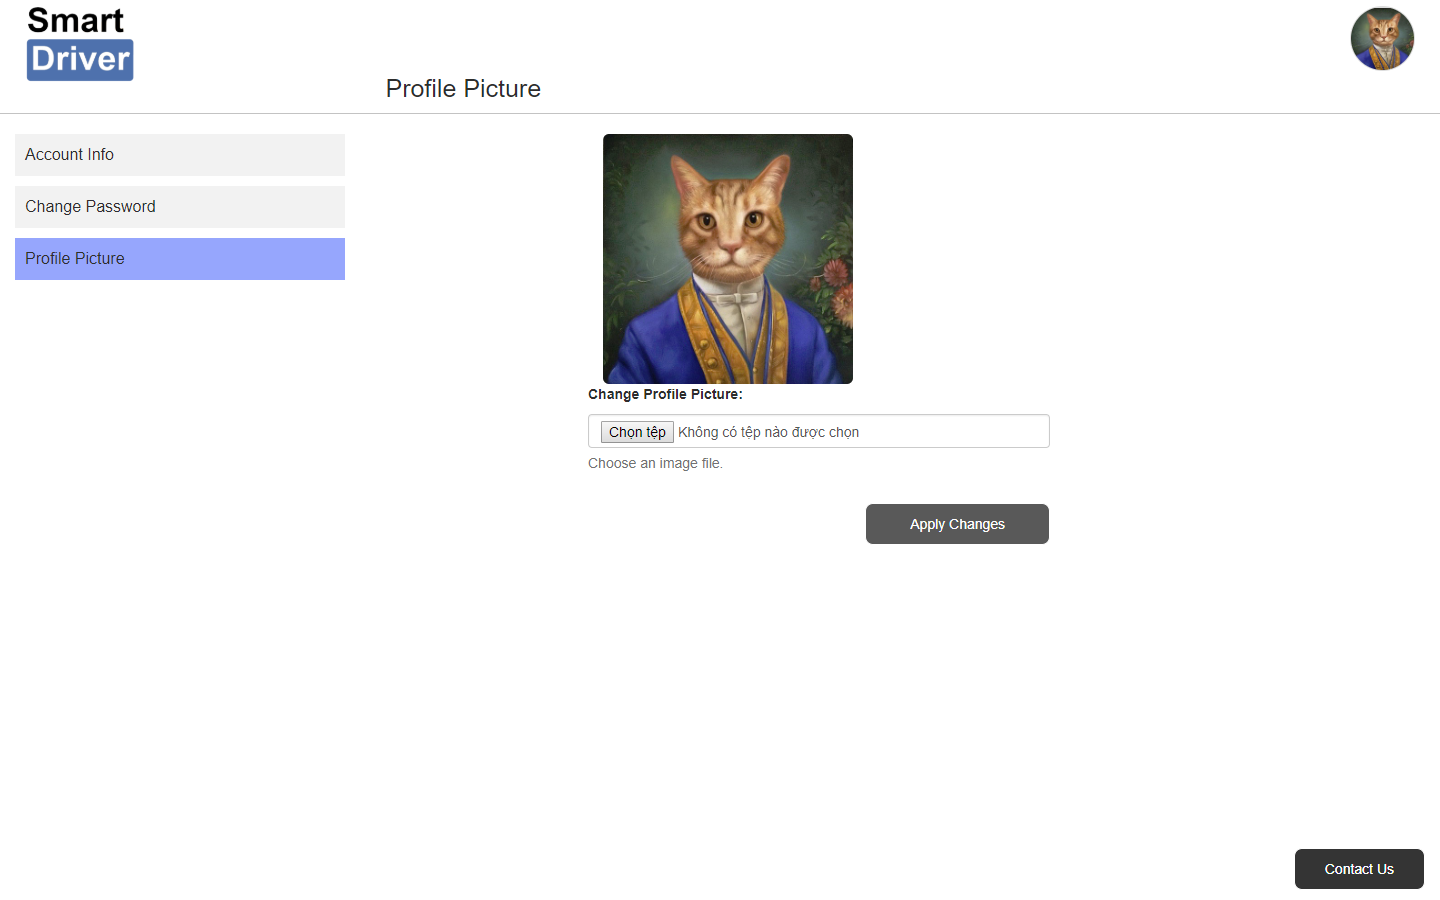 Smart
Driver
Profile Picture
Account Info
Change Password
Profile Picture
Change Profile Picture:
Chọn tệp Không có tệp nào được chọn
Choose an image file.
Apply Changes
Contact Us